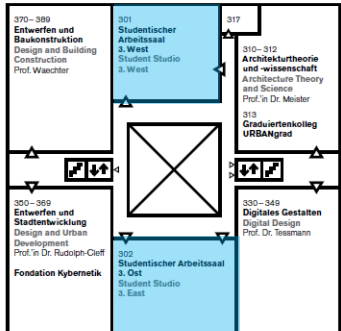 370–389
Entwerfen und
Baukonstruktion
Design and Building
Construction
Prof. Waechter
301
Studentischer
Arbeitssaal
3. West
Student Studio
3. West
317
310–312
Architekturtheorie
und -wissenschaft
Architecture Theory
and Science
Prof.'in Dr. Meister
313
Graduiertenkolleg
URBANgrad
350–369
Entwerfen und
Stadtentwicklung
Design and Urban
Development
Prof.'in Dr. Rudolph-Cleff
Fondation Kybernetik
302
Studentischer Arbeitssaal
3. Ost
Student Studio
3. East
330–349
Digitales Gestalten
Digital Design
Prof. Dr. Tessmann